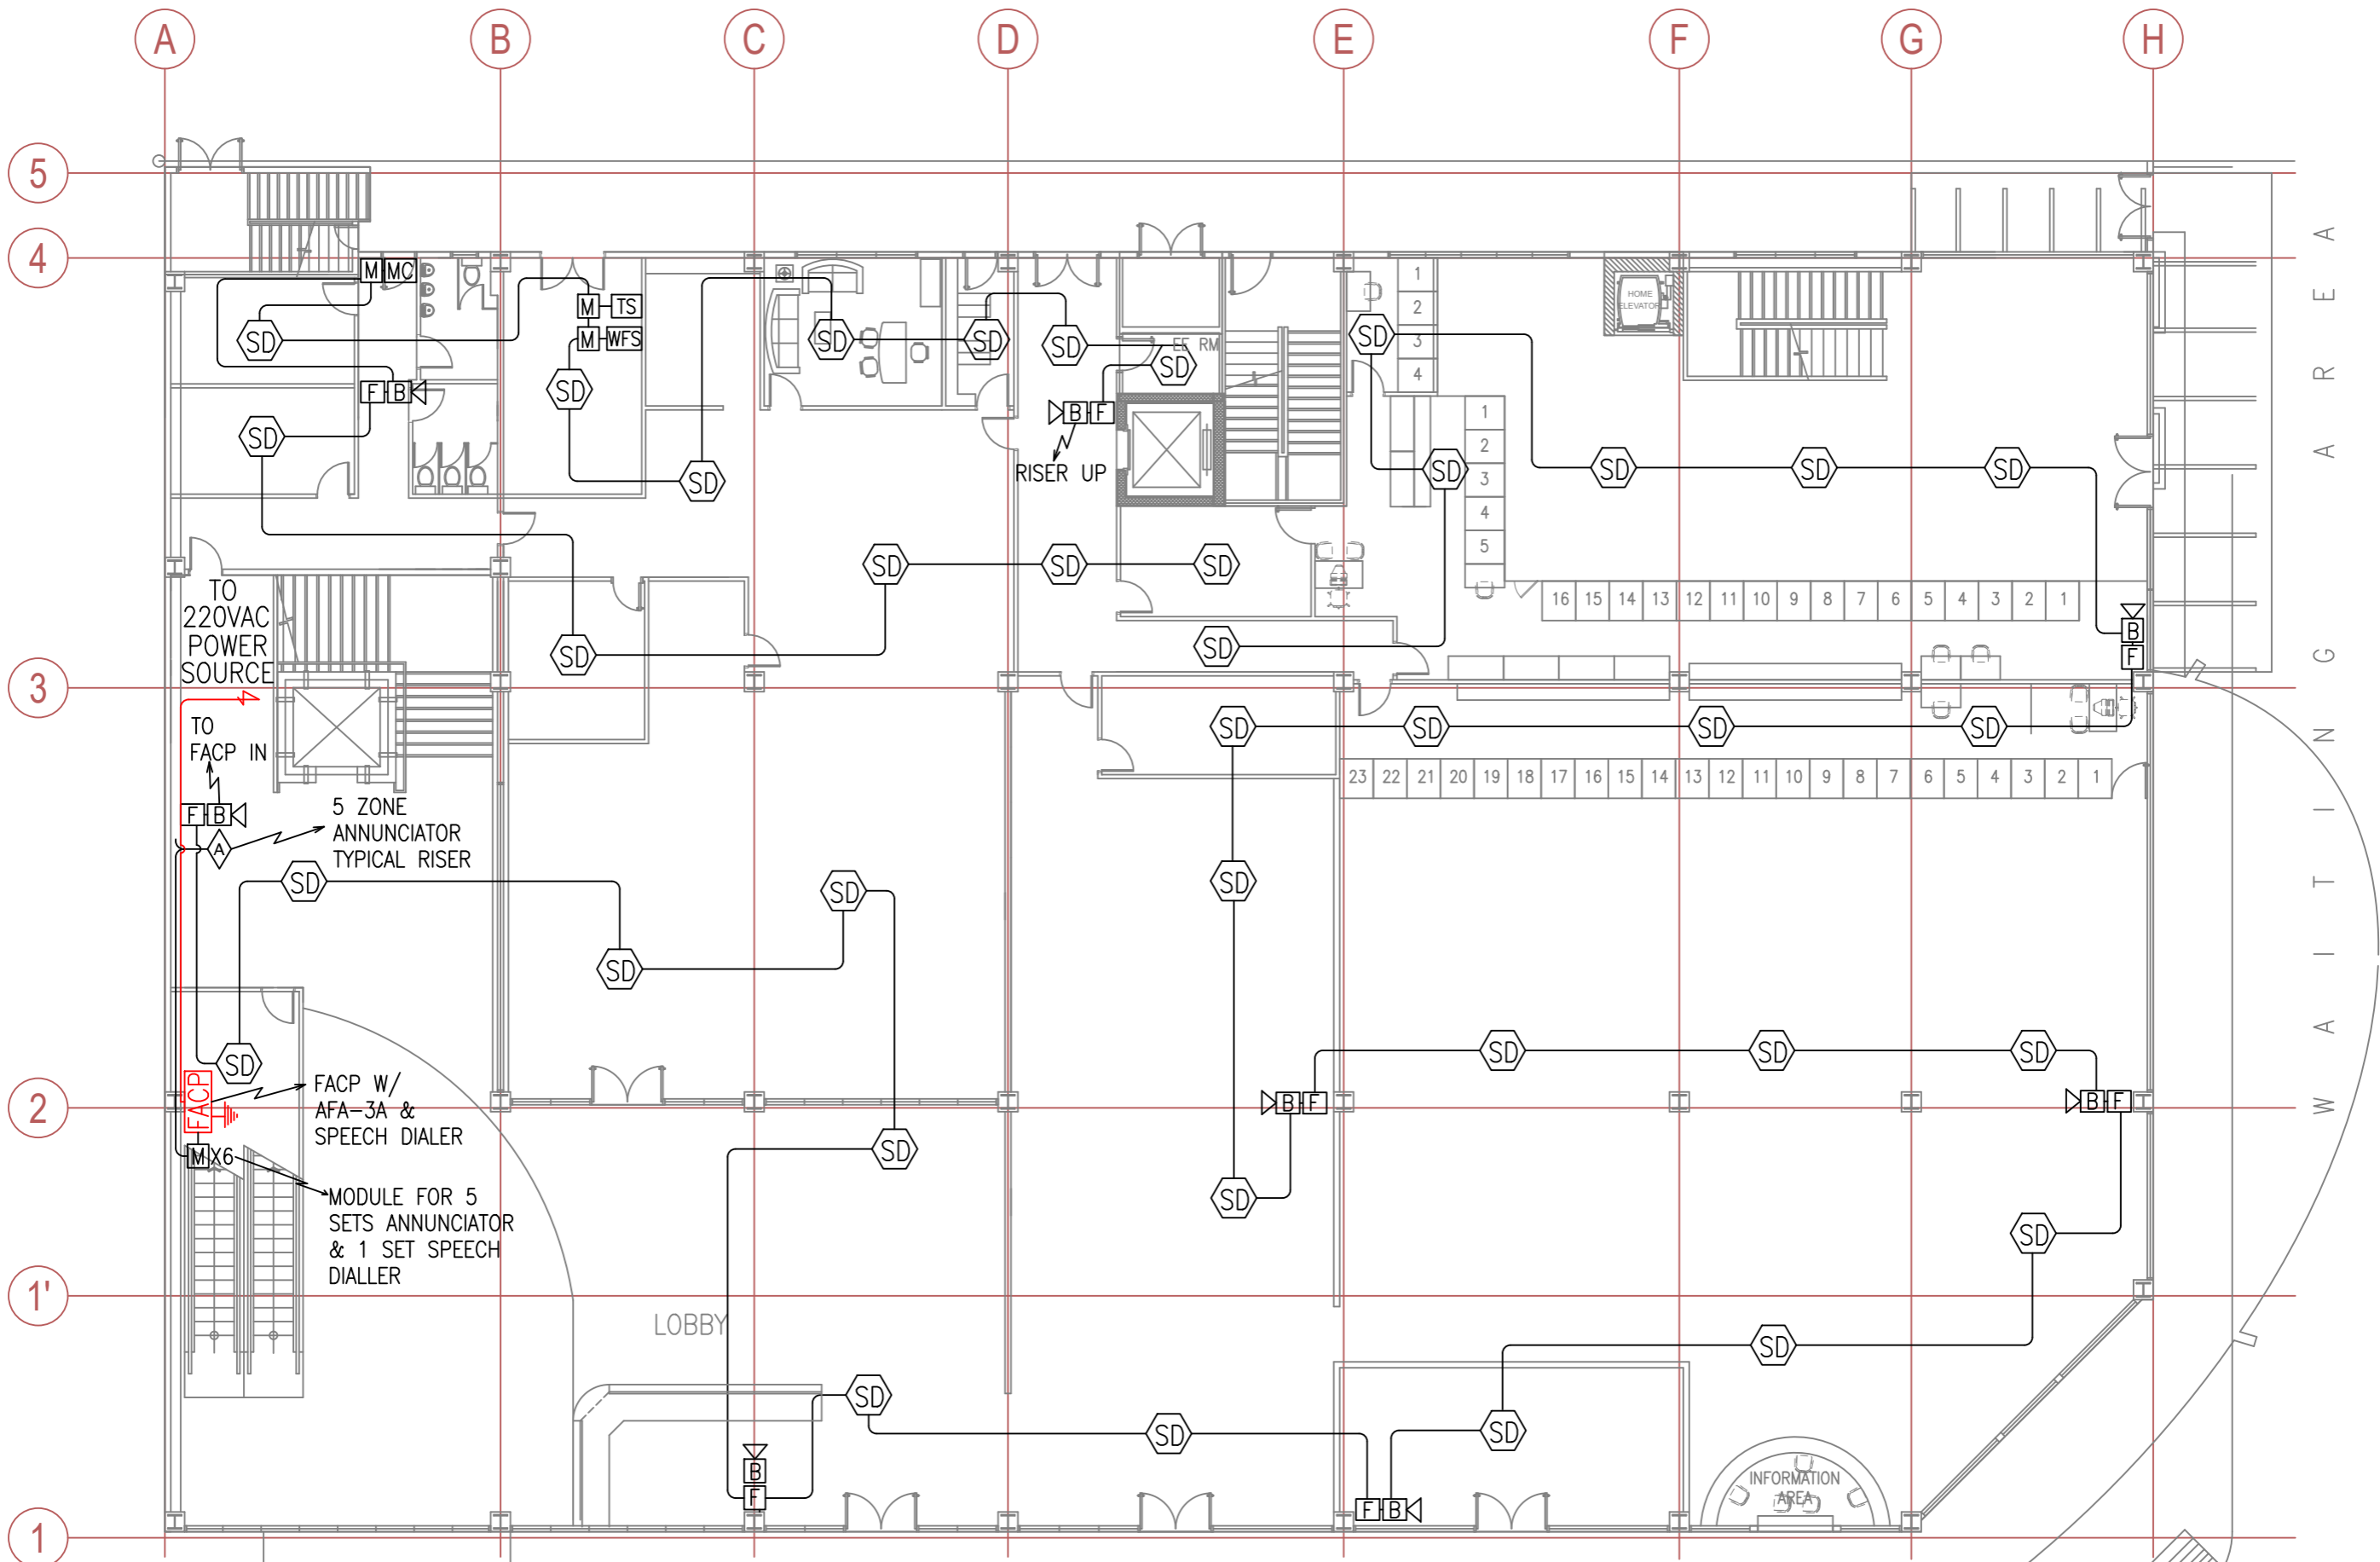 A B C D E F G H
5
4
M MC
M TS
M WFS
HOME
ELEVATOR
1
2
3
4
SD SD SD SD SD SD SD
EE RM
SD SD
F B
B F
RISER UP
SD SD SD SD SD SD
1
2
3
4
5
SD SD SD
16 15 14 13 12 11 10 9 8 7 6 5 4 3 2 1
SD SD
B
F
TO
220VAC
POWER
SOURCE
3
TO
FACP IN
SD SD SD SD
23 22 21 20 19 18 17 16 15 14 13 12 11 10 9 8 7 6 5 4 3 2 1
F B
A
5 ZONE
ANNUNCIATOR
TYPICAL RISER
SD SD SD
SD
SD SD SD SD
FACP
FACP W/
AFA-3A &
SPEECH DIALER
2
B F
B F
M X6
SD
MODULE FOR 5
SETS ANNUNCIATOR
& 1 SET SPEECH
DIALLER
SD SD
1'
LOBBY
SD
SD SD SD
B
F
F B
INFORMATION
AREA
1
WAITING AREA